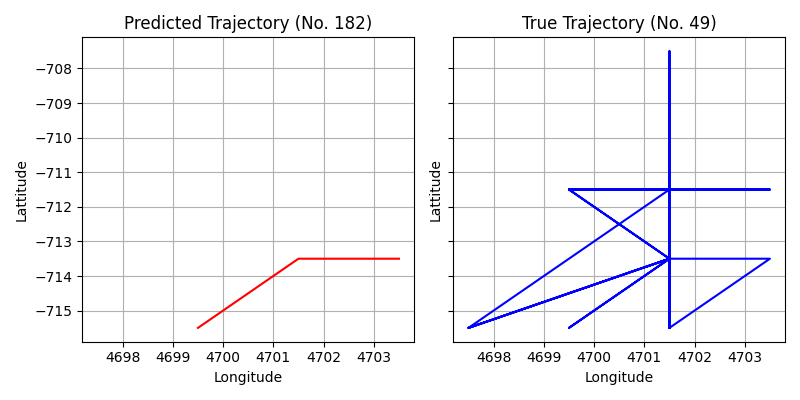 Predicted Trajectory (No. 182)
True Trajectory (No. 49)
Lattitude
−708
−709
−710
−711
−712
−713
−714
−715
4698 4699 4700 4701 4702 4703
Longitude
Lattitude
4698 4699 4700 4701 4702 4703
Longitude